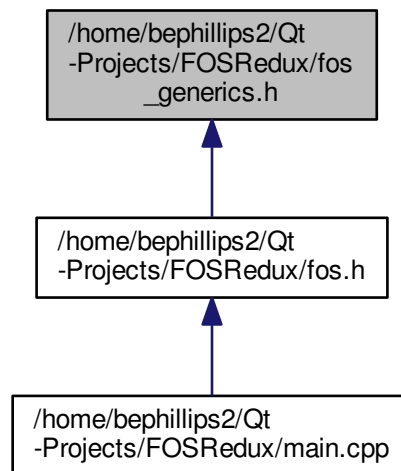 /home/bephillips2/Qt
-Projects/FOSRedux/fos
_generics.h
/home/bephillips2/Qt
-Projects/FOSRedux/fos.h
/home/bephillips2/Qt
-Projects/FOSRedux/main.cpp